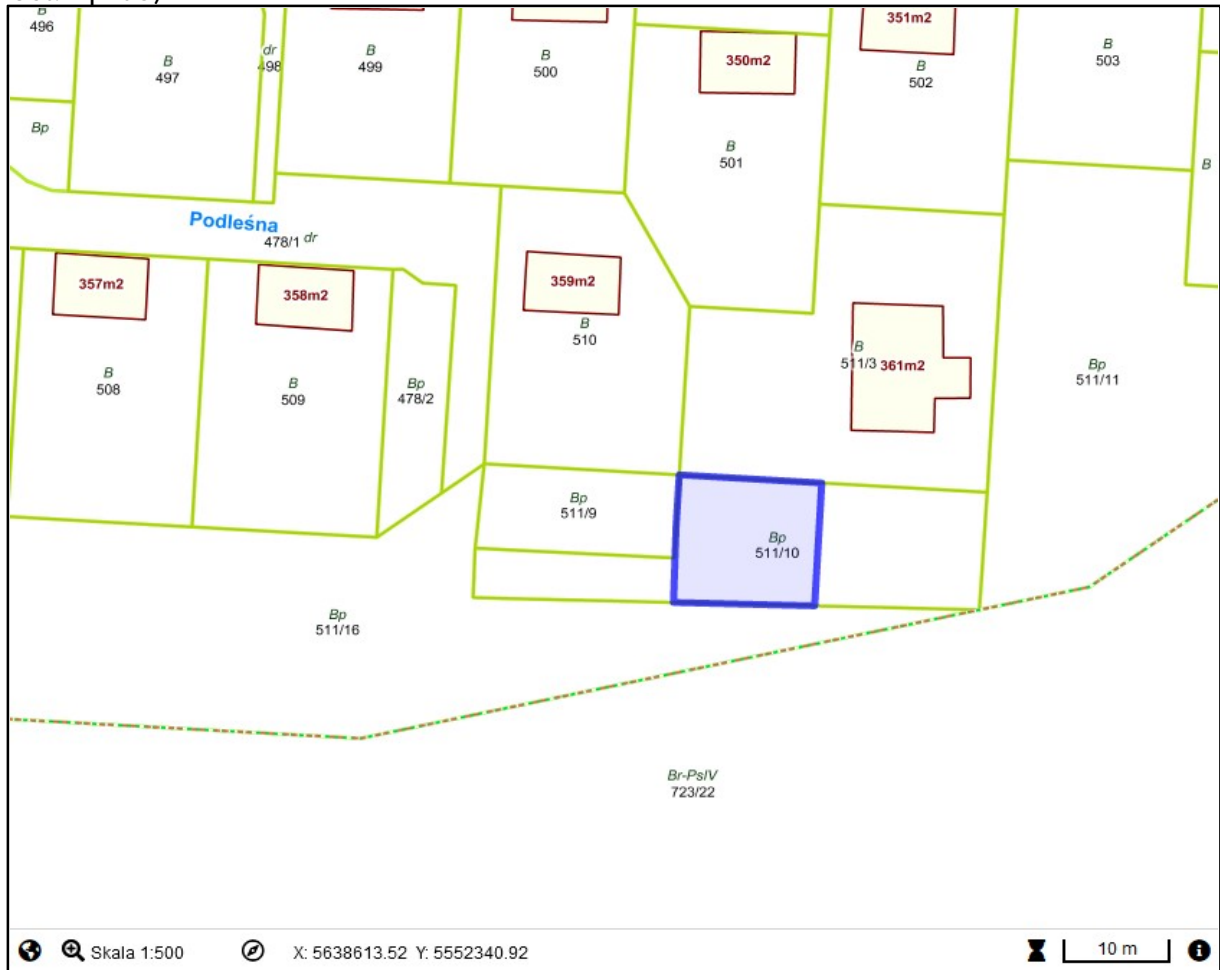 B
496
B
497
dr
498
B
499
B
500
350m2
B
501
351m2
B
502
B
503
Bp
B
Podleśna
478/1 dr
357m2
358m2
359m2
B
510
B
511/3 361m2
Bp
511/11
B
508
B
509
Bp
478/2
Bp
511/9
Bp
511/10
Bp
511/16
Br-PsIV
723/22
Skala 1:500
X: 5638613.52 Y: 5552340.92
10 m